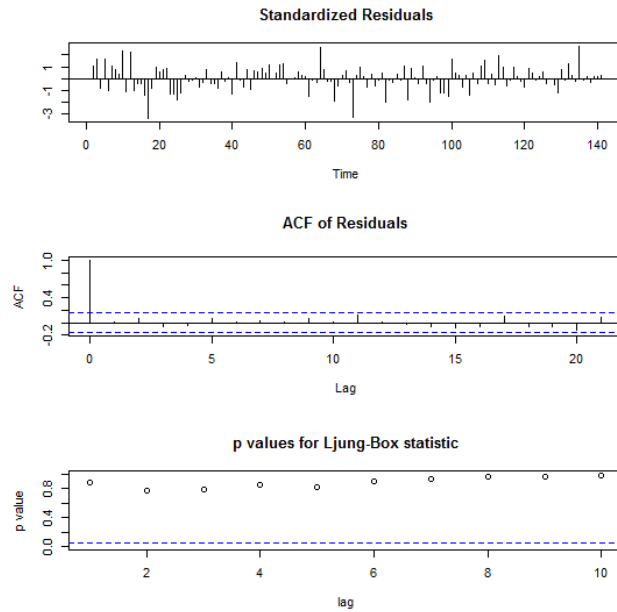 Standardized Residuals
1
-1
-3
0 20 40 60 80 100 120 140
Time
ACF of Residuals
ACF
1.0
0.4
-0.2
0 5 10 15 20
Lag
p values for Ljung-Box statistic
p value
0.8
0.4
0.0
2 4 6 8 10
lag